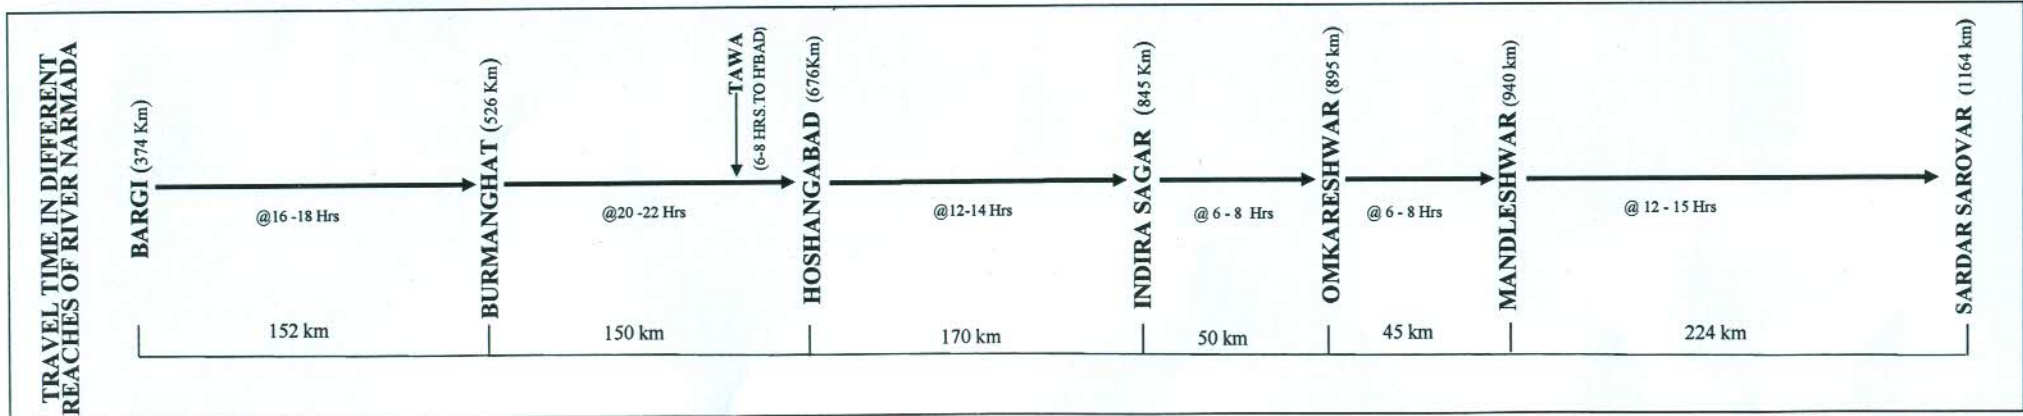 TRAVEL TIME IN DIFFERENT
REACHES OF RIVER NARMADA
BARGI (374 Km)
BURMANGHAT (526 Km)
TAWA
(6-8 HRS.TO H'BAD)
HOSHANGABAD (676Km)
INDIRA SAGAR (845 Km)
OMKARESHWAR (895 km)
MANDLESHWAR (940 km)
SARDAR SAROVAR (1164 km)
@16 -18 Hrs
@20 -22 Hrs
@12-14 Hrs
@ 6 - 8 Hrs
@ 6 - 8 Hrs
@ 12 - 15 Hrs
152 km
150 km
170 km
50 km
45 km
224 km